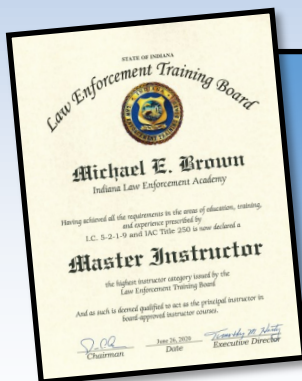 STATE OF INDIANA
Law Enforcement Training Board
Michael E. Brown
Indiana Law Enforcement Academy
Having achieved all the requirements in the areas of education, training,
and experience prescribed by
I.C. 5-2-1-9 and IAC Title 250 is now declared a
Master Instructor
the highest instructor category issued by the
Law Enforcement Training Board
And as such is deemed qualified to act as the principal instructor in
board-approved instructor courses.
June 26, 2020
Chairman Date Executive Director